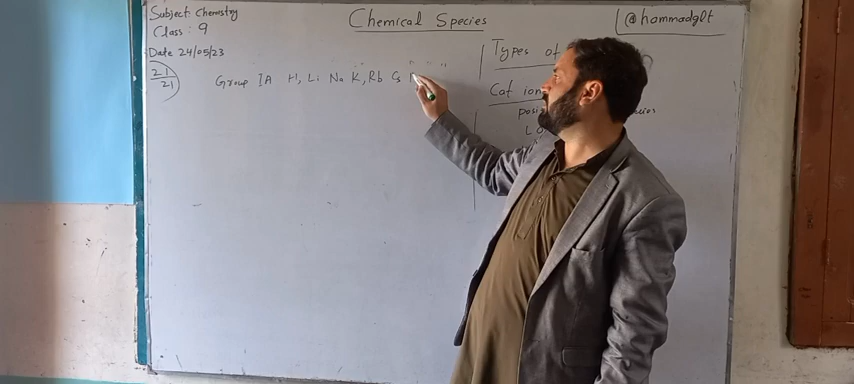 Subject: Chemistry
Class: 9
Date 24/05/23
21
21
Chemical Species
@hammadglt
Group IA H, Li Na K, Rb Cs
Types of
Cat ion